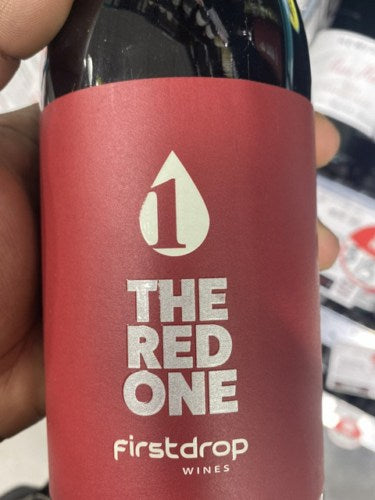 1
THE
RED
ONE
firstdrop
WINES